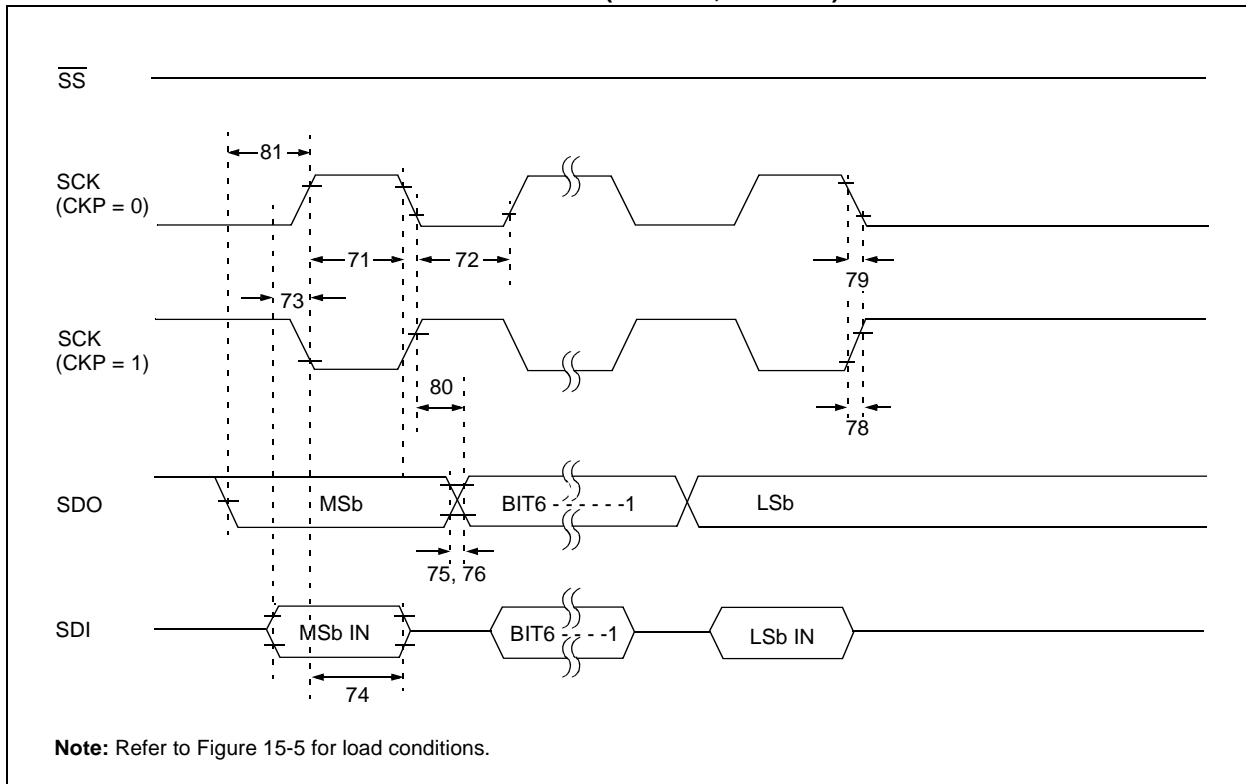 SS
81
SCK
(CKP = 0)
71
72
73
79
SCK
(CKP = 1)
80
78
SDO
MSb
BIT6 - - - - - -1
LSb
75, 76
SDI
MSb IN
BIT6 - - - -1
LSb IN
74
Note: Refer to Figure 15-5 for load conditions.